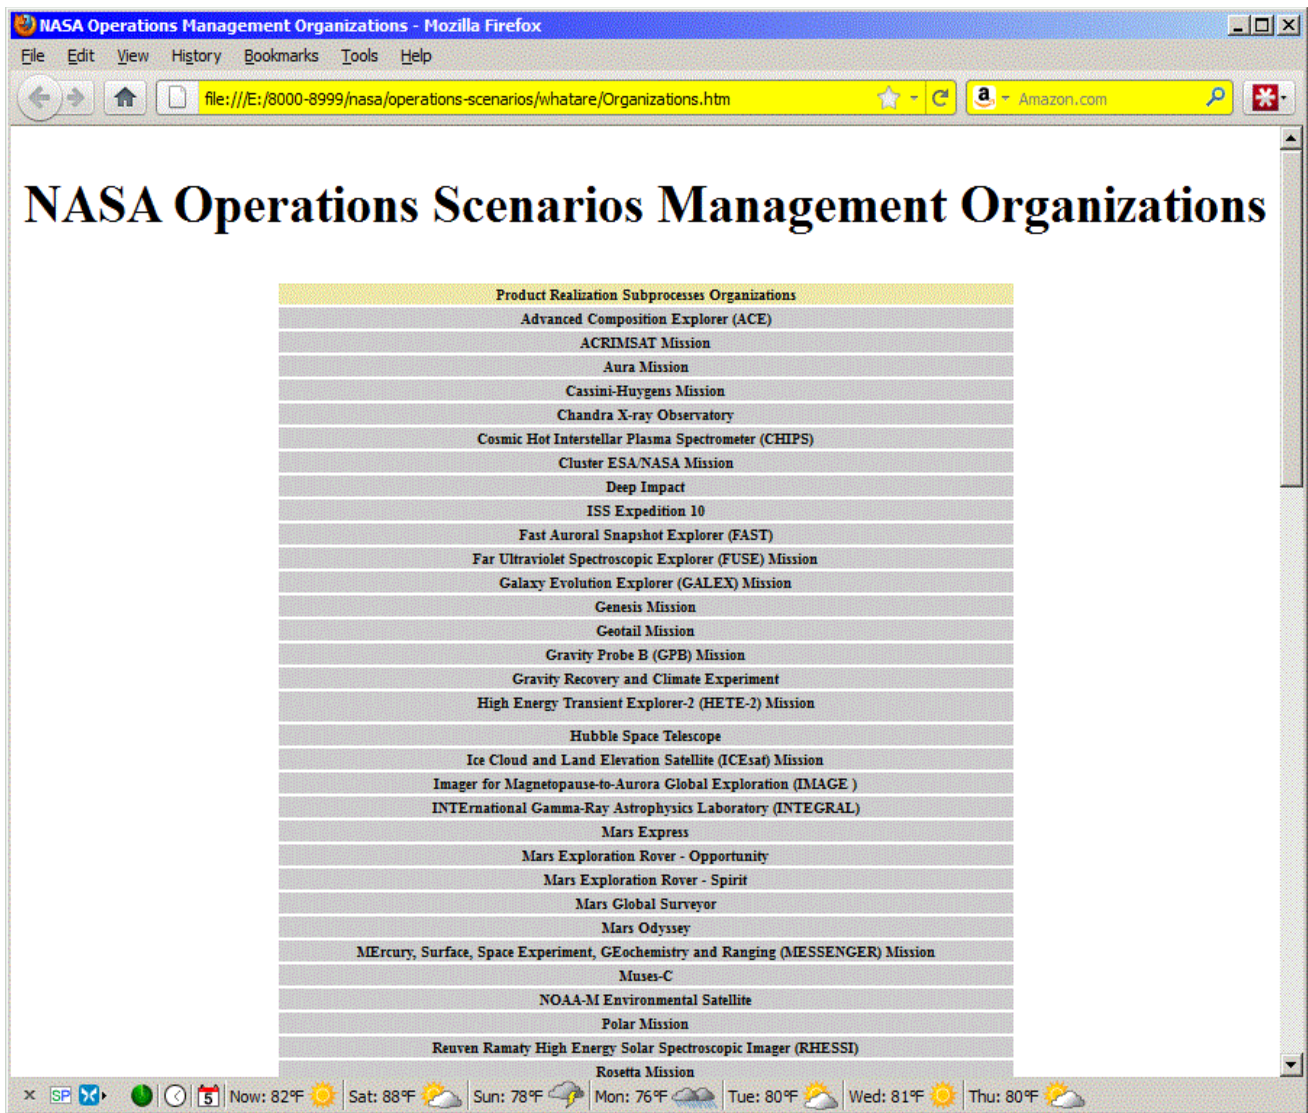 NASA Operations Management Organizations - Mozilla Firefox
File Edit View History Bookmarks Tools Help
file:///E:/8000-8999/nasa/operations-scenarios/whatare/Organizations.htm a Amazon.com
NASA Operations Scenarios Management Organizations
Product Realization Subprocesses Organizations
Advanced Composition Explorer (ACE)
ACRIMSAT Mission
Aura Mission
Cassini-Huygens Mission
Chandra X-ray Observatory
Cosmic Hot Interstellar Plasma Spectrometer (CHIPS)
Cluster ESA/NASA Mission
Deep Impact
ISS Expedition 10
Fast Auroral Snapshot Explorer (FAST)
Far Ultraviolet Spectroscopic Explorer (FUSE) Mission
Galaxy Evolution Explorer (GALEX) Mission
Genesis Mission
Geotail Mission
Gravity Probe B (GPB) Mission
Gravity Recovery and Climate Experiment
High Energy Transient Explorer-2 (HETE-2) Mission
Hubble Space Telescope
Ice Cloud and Land Elevation Satellite (ICEsat) Mission
Imager for Magnetopause-to-Aurora Global Exploration (IMAGE )
INTErnational Gamma-Ray Astrophysics Laboratory (INTEGRAL)
Mars Express
Mars Exploration Rover - Opportunity
Mars Exploration Rover - Spirit
Mars Global Surveyor
Mars Odyssey
MErcury, Surface, Space Experiment, GEochemistry and Ranging (MESSENGER) Mission
Muses-C
NOAA-M Environmental Satellite
Polar Mission
Reuven Ramaty High Energy Solar Spectroscopic Imager (RHESSI)
Rosetta Mission
SP 5 Now: 82°F Sat: 88°F Sun: 78°F Mon: 76°F Tue: 80°F Wed: 81°F Thu: 80°F